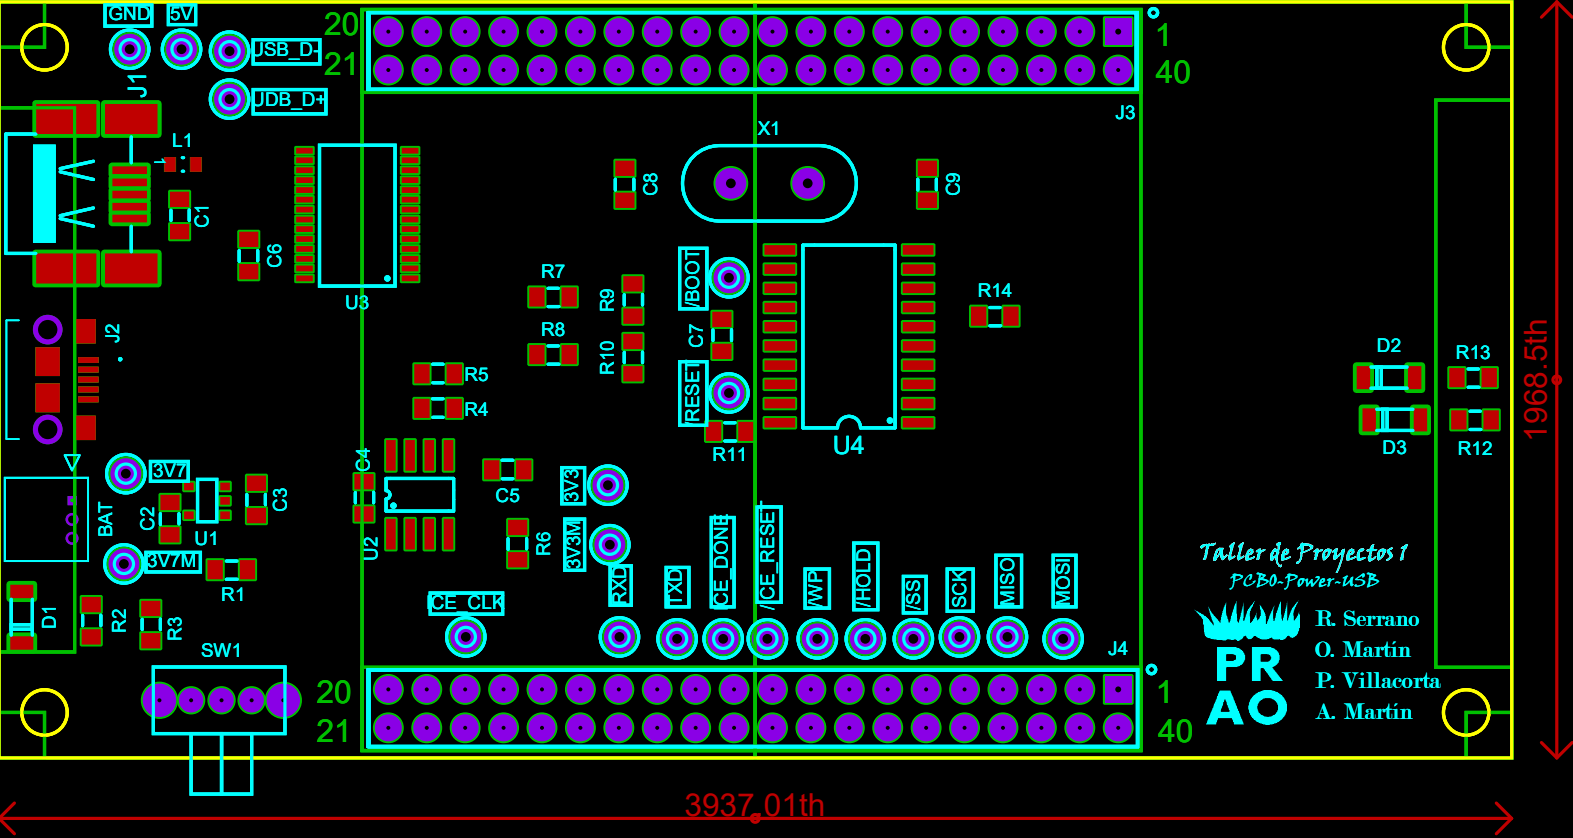 GND
5V
USB_D-
UDB_D+
20
21
1
40
J1
J3
L1
X1
C1
C6
C8
C9
U3
/BOOT
R7
R8
R9
R10
C7
R14
J2
/RESET
R5
R4
R11
U4
D2
D3
R13
R12
1968.5th
3V7
BAT
C2
U1
C3
C4
U2
C5
R6
3V3
3V3M
3V7M
R1
D1
R2
R3
CE_CLK
RXD
TXD
CE_DONE
/CE_RESET
/WP
/HOLD
/SS
SCK
MISO
MOSI
Taller de Proyectos 1
PCB0-Power-USB
PR
AO
R. Serrano
O. Martín
P. Villacorta
A. Martín
SW1
J4
20
21
1
40
3937.01th